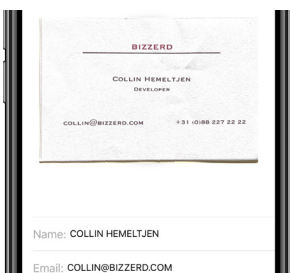 BIZZERD
COLLIN HEMELTJEN
DEVELOPER
COLLIN@BIZZERD.COM +31 (0)88 227 22 22
Name: COLLIN HEMELTJEN
Email: COLLIN@BIZZERD.COM